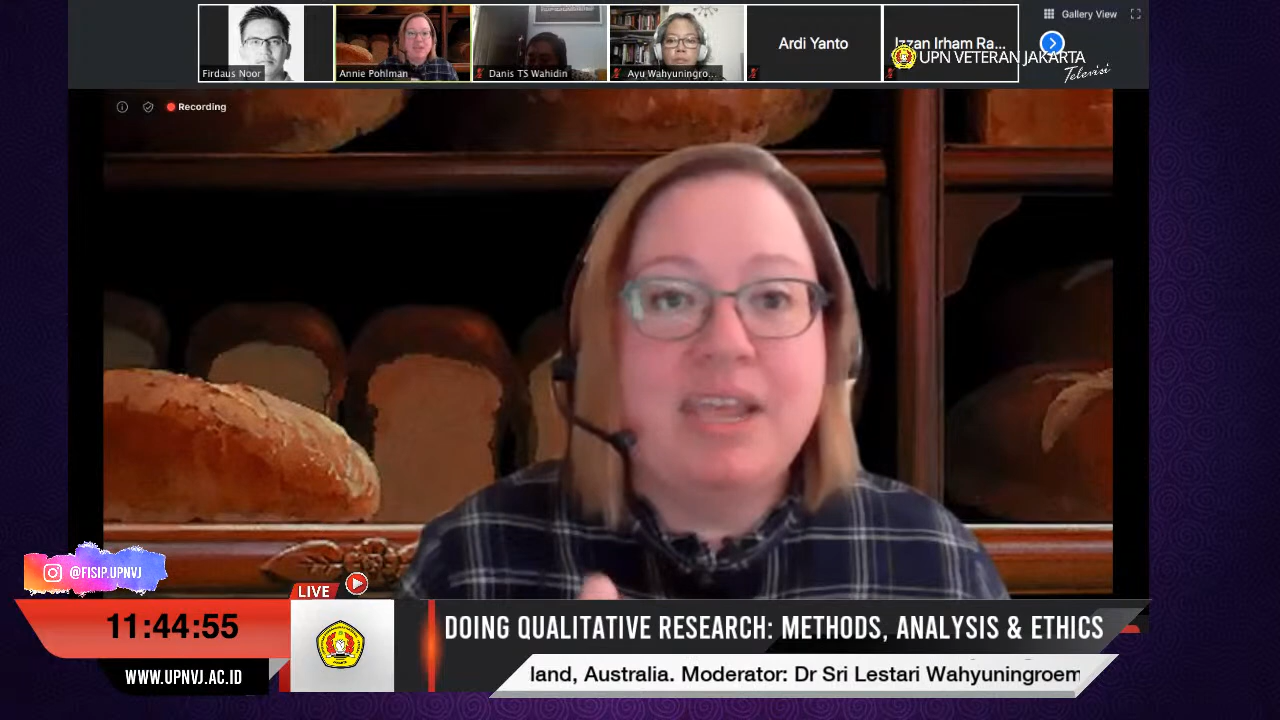 Gallery View
Firdaus Noor
Annie Pohlman
Danis TS Wahidin
Ayu Wahyuningro...
Ardi Yanto
Izzan Irham Ra...
UPN VETERAN JAKARTA
Televisi
Recording
@FISIP.UPNVJ
LIVE
11:44:55
DOING QUALITATIVE RESEARCH: METHODS, ANALYSIS & ETHICS
WWW.UPNVJ.AC.ID
land, Australia. Moderator: Dr Sri Lestari Wahyuningroem